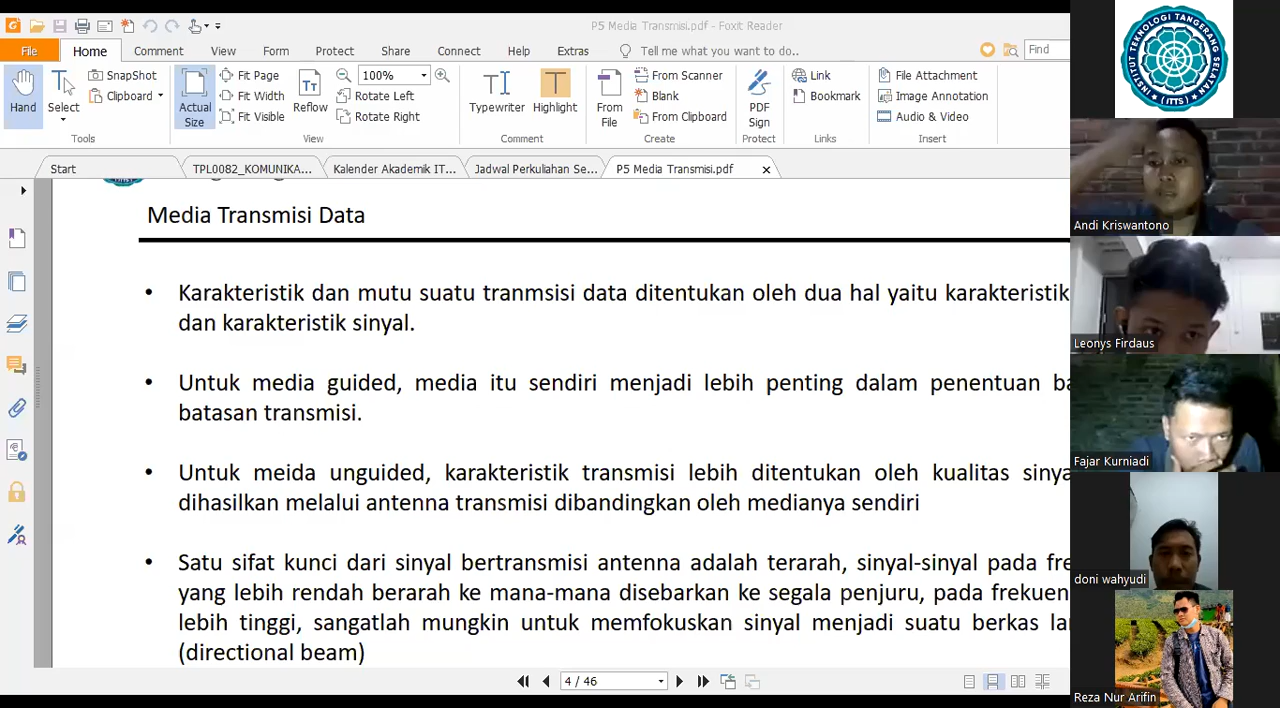 P5 Media Transmisi.pdf - Foxit Reader
File Home Comment View Form Protect Share Connect Help Extras Tell me what you want to do.. Find
Hand Select SnapShot Clipboard Actual Size Fit Page Fit Width Fit Visible Reflow 100% Rotate Left Rotate Right Typewriter Highlight From File From Scanner Blank From Clipboard PDF Sign Link Bookmark File Attachment Image Annotation Audio & Video
Tools View Comment Create Protect Links Insert
Start TPL0082_KOMUNIKA... Kalender Akademik IT... Jadwal Perkuliahan Se... P5 Media Transmisi.pdf
Media Transmisi Data
• Karakteristik dan mutu suatu tranmsisi data ditentukan oleh dua hal yaitu karakteristik
dan karakteristik sinyal.
• Untuk media guided, media itu sendiri menjadi lebih penting dalam penentuan ba
batasan transmisi.
• Untuk meida unguided, karakteristik transmisi lebih ditentukan oleh kualitas sinya
dihasilkan melalui antenna transmisi dibandingkan oleh medianya sendiri
• Satu sifat kunci dari sinyal bertransmisi antenna adalah terarah, sinyal-sinyal pada fre
yang lebih rendah berarah ke mana-mana disebarkan ke segala penjuru, pada frekuen
lebih tinggi, sangatlah mungkin untuk memfokuskan sinyal menjadi suatu berkas la
(directional beam)
4 / 46
INSTITUT TEKNOLOGI TANGERANG SELATAN
(ITTS)
Andi Kriswantono
Leonys Firdaus
Fajar Kurniadi
doni wahyudi
Reza Nur Arifin